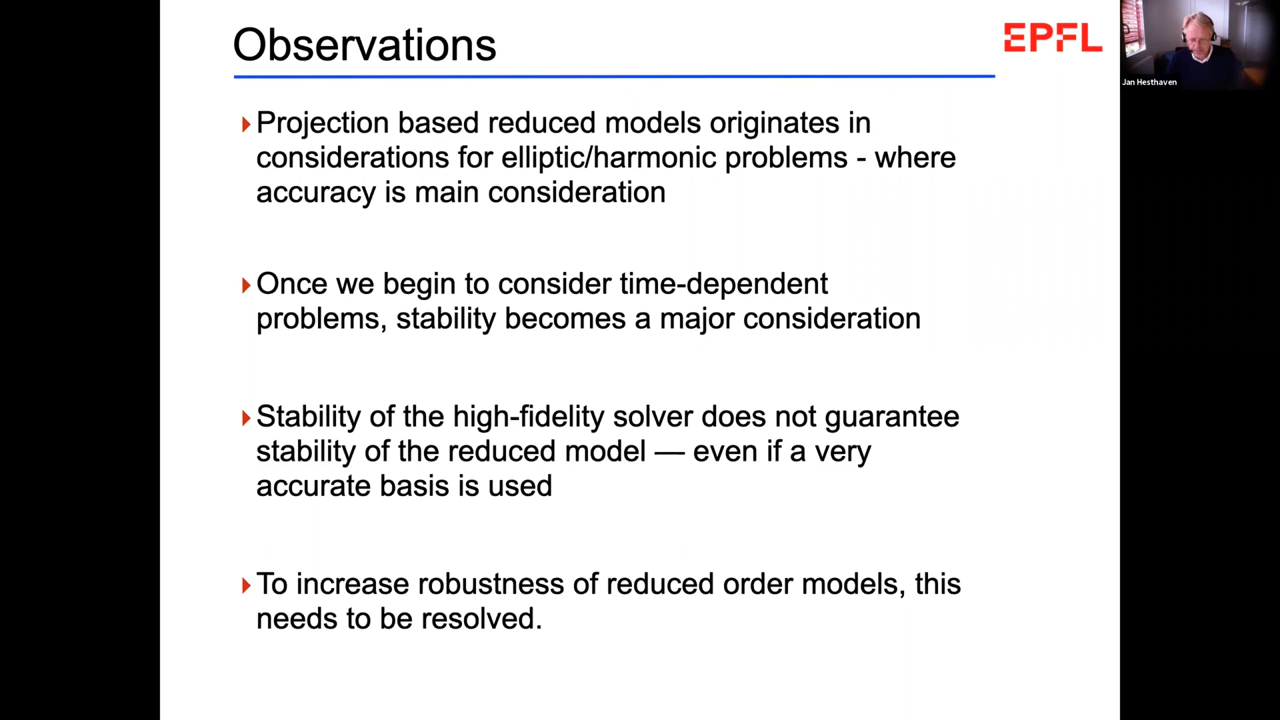 Observations
EPFL
Jan Hesthaven
Projection based reduced models originates in
considerations for elliptic/harmonic problems - where
accuracy is main consideration
Once we begin to consider time-dependent
problems, stability becomes a major consideration
Stability of the high-fidelity solver does not guarantee
stability of the reduced model — even if a very
accurate basis is used
To increase robustness of reduced order models, this
needs to be resolved.